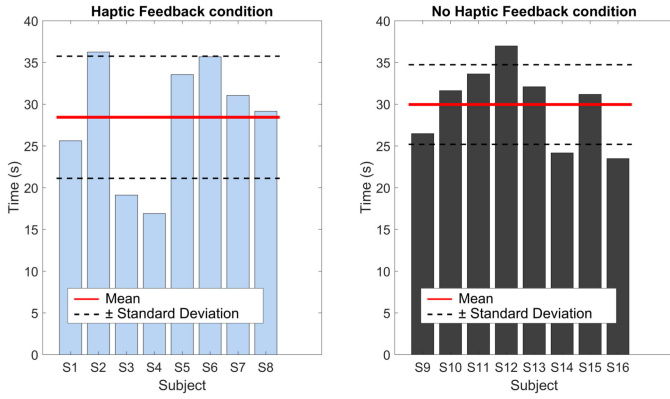 Haptic Feedback condition
40
35
30
25
20
15
10
5
0
Time (s)
Mean
± Standard Deviation
S1 S2 S3 S4 S5 S6 S7 S8
Subject
No Haptic Feedback condition
40
35
30
25
20
15
10
5
0
Time (s)
Mean
± Standard Deviation
S9 S10 S11 S12 S13 S14 S15 S16
Subject